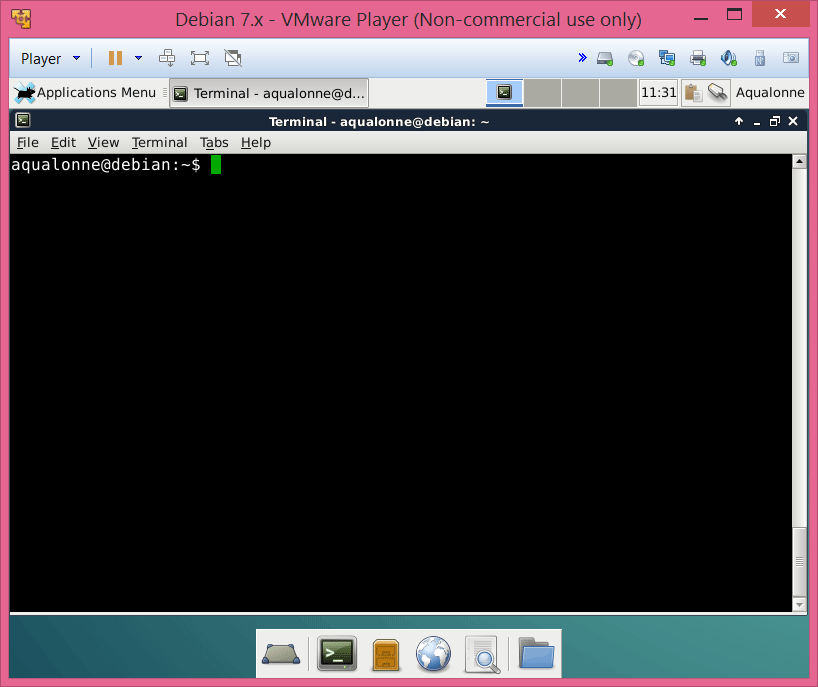 Debian 7.x - VMware Player (Non-commercial use only)
Player
Applications Menu
Terminal - aqualonne@d...
11:31
Aqualonne
Terminal - aqualonne@debian: ~
File Edit View Terminal Tabs Help
aqualonne@debian:~$